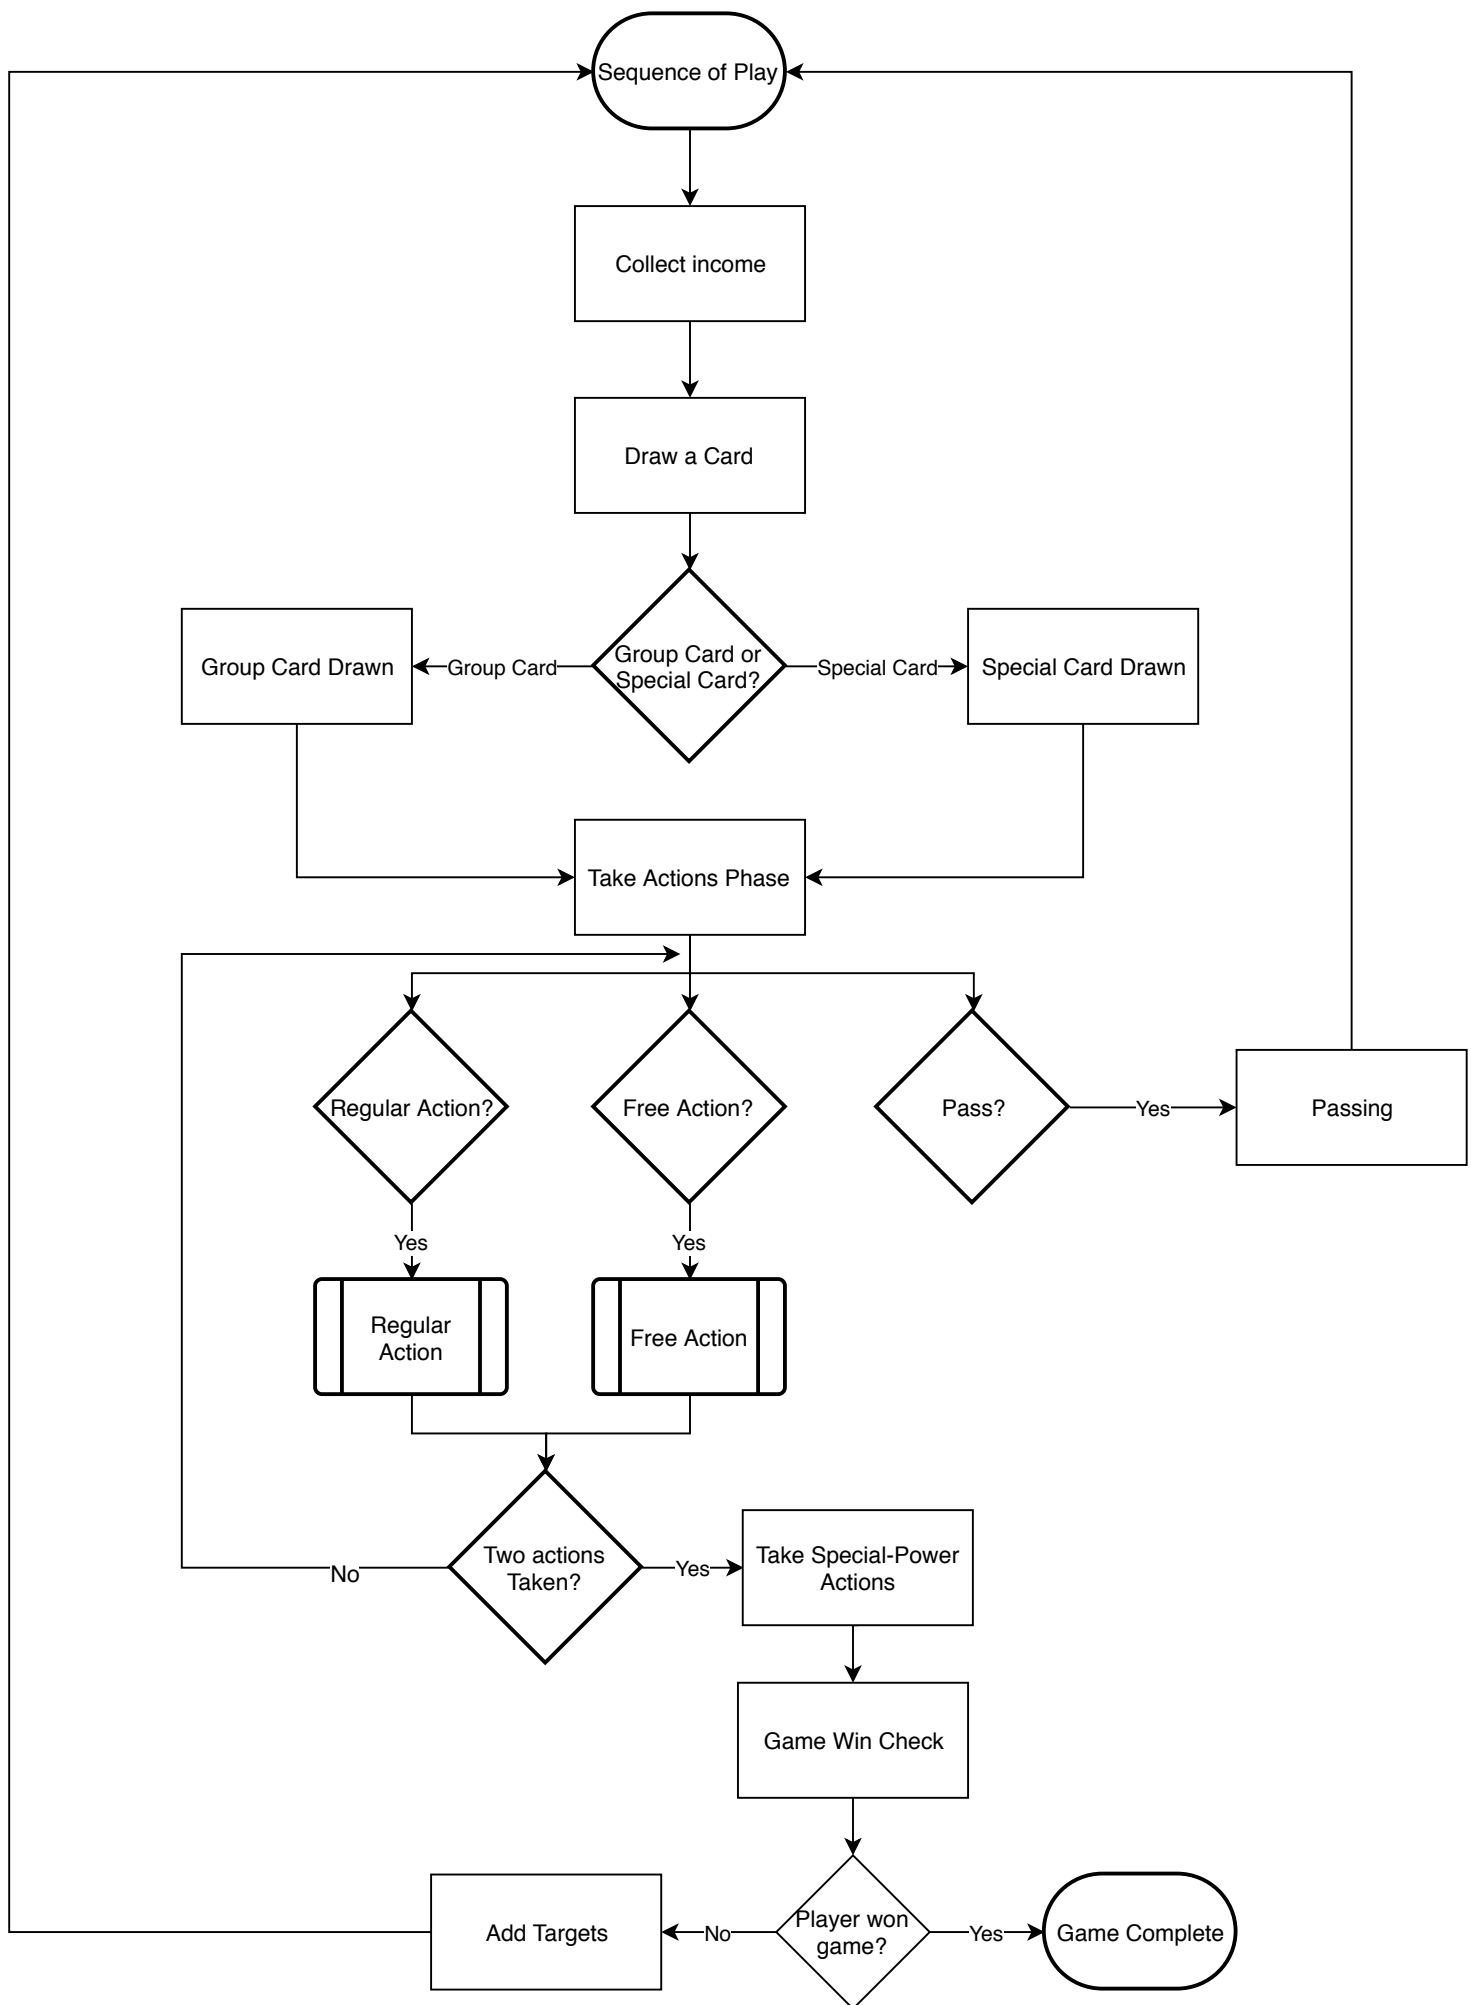 Sequence of Play
Collect income
Draw a Card
Group Card Drawn
Group Card
Group Card or
Special Card?
Special Card
Special Card Drawn
Take Actions Phase
Regular Action?
Free Action?
Pass?
Yes
Passing
Yes
Yes
Regular
Action
Free Action
No
Two actions
Taken?
Yes
Take Special-Power
Actions
Game Win Check
Add Targets
No
Player won
game?
Yes
Game Complete